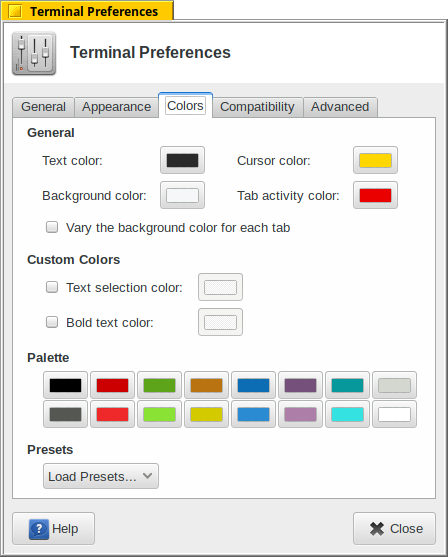 Terminal Preferences
Terminal Preferences
General Appearance Colors Compatibility Advanced
General
Text color: Cursor color:
Background color: Tab activity color:
Vary the background color for each tab
Custom Colors
Text selection color:
Bold text color:
Palette
Presets
Load Presets...
Help Close